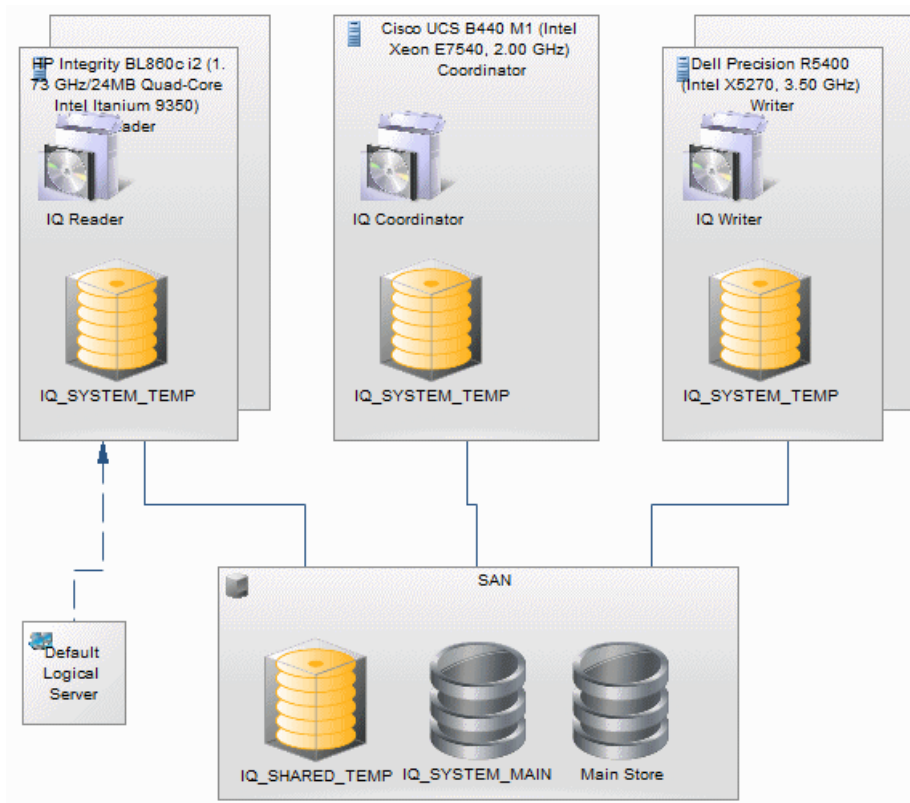 HP Integrity BL860c i2 (1.
73 GHz/24MB Quad-Core
Intel Itanium 9350)
ader
IQ Reader
IQ_SYSTEM_TEMP
Cisco UCS B440 M1 (Intel
Xeon E7540, 2.00 GHz)
Coordinator
IQ Coordinator
IQ_SYSTEM_TEMP
Dell Precision R5400
(Intel X5270, 3.50 GHz)
Writer
IQ Writer
IQ_SYSTEM_TEMP
Default
Logical
Server
SAN
IQ_SHARED_TEMP
IQ_SYSTEM_MAIN
Main Store